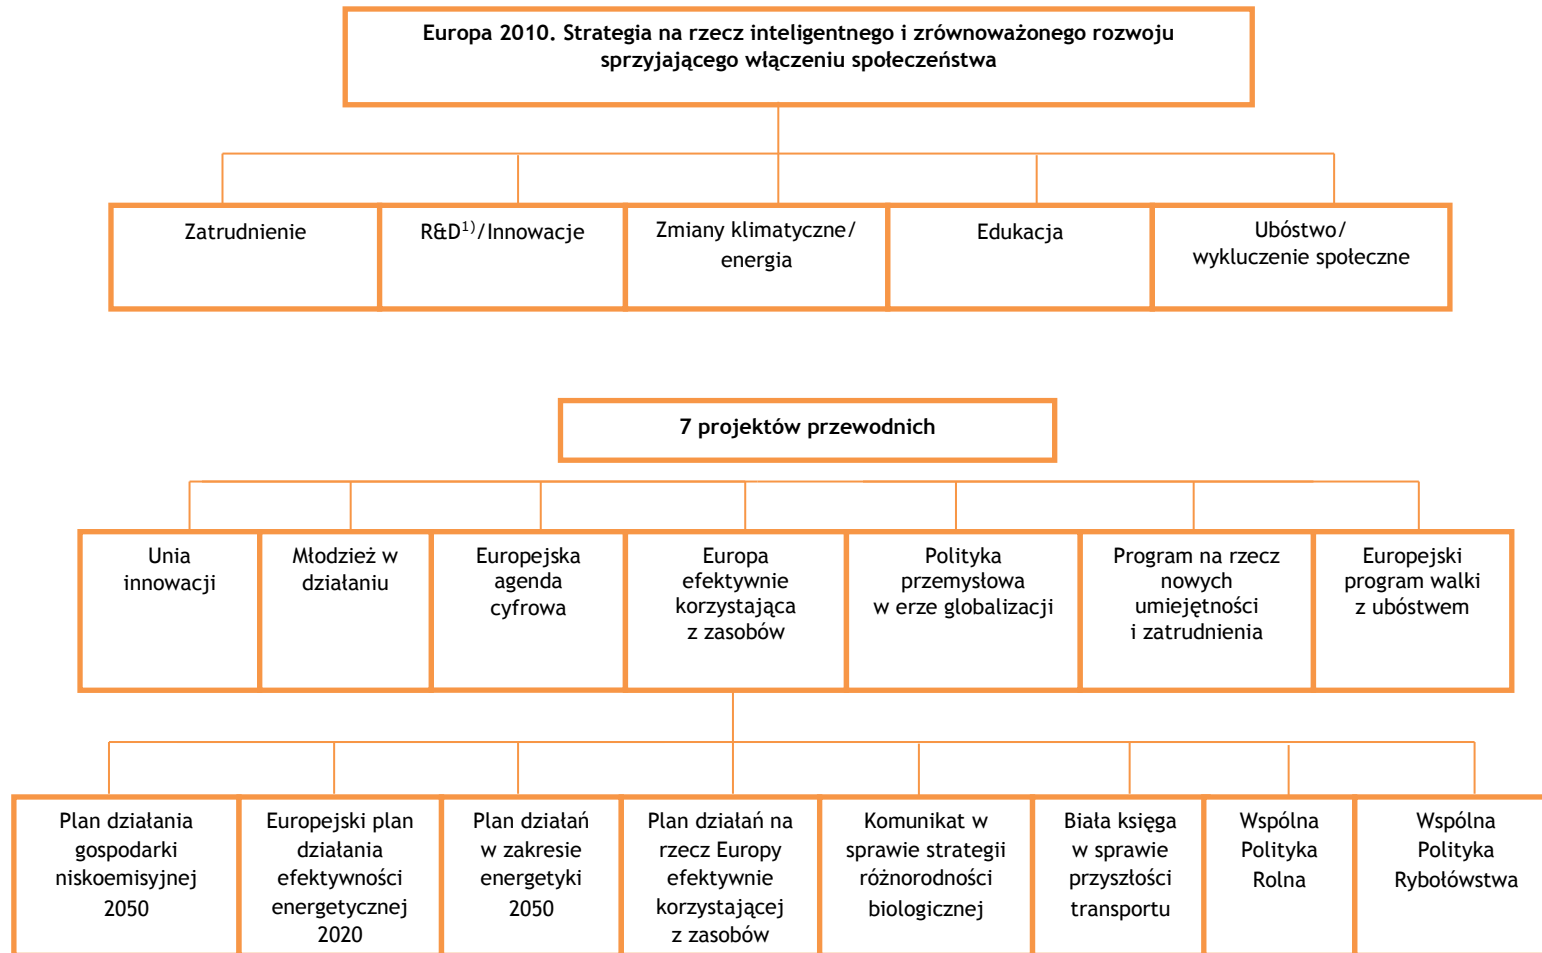 Europa 2010. Strategia na rzecz inteligentnego i zrównoważonego rozwoju
sprzyjającego włączeniu społeczeństwa
Zatrudnienie
R&D1)/Innowacje
Zmiany klimatyczne/
energia
Edukacja
Ubóstwo/
wykluczenie społeczne
7 projektów przewodnich
Unia
innowacji
Młodzież w
działaniu
Europejska
agenda
cyfrowa
Europa
efektywnie
korzystająca
z zasobów
Polityka
przemysłowa
w erze globalizacji
Program na rzecz
nowych
umiejętności
i zatrudnienia
Europejski
program walki
z ubóstwem
Plan działania
gospodarki
niskoemisyjnej
2050
Europejski plan
działania
efektywności
energetycznej
2020
Plan działań
w zakresie
energetyki
2050
Plan działań na
rzecz Europy
efektywnie
korzystającej
z zasobów
Komunikat w
sprawie strategii
różnorodności
biologicznej
Biała księga
w sprawie
przyszłości
transportu
Wspólna
Polityka
Rolna
Wspólna
Polityka
Rybołówstwa